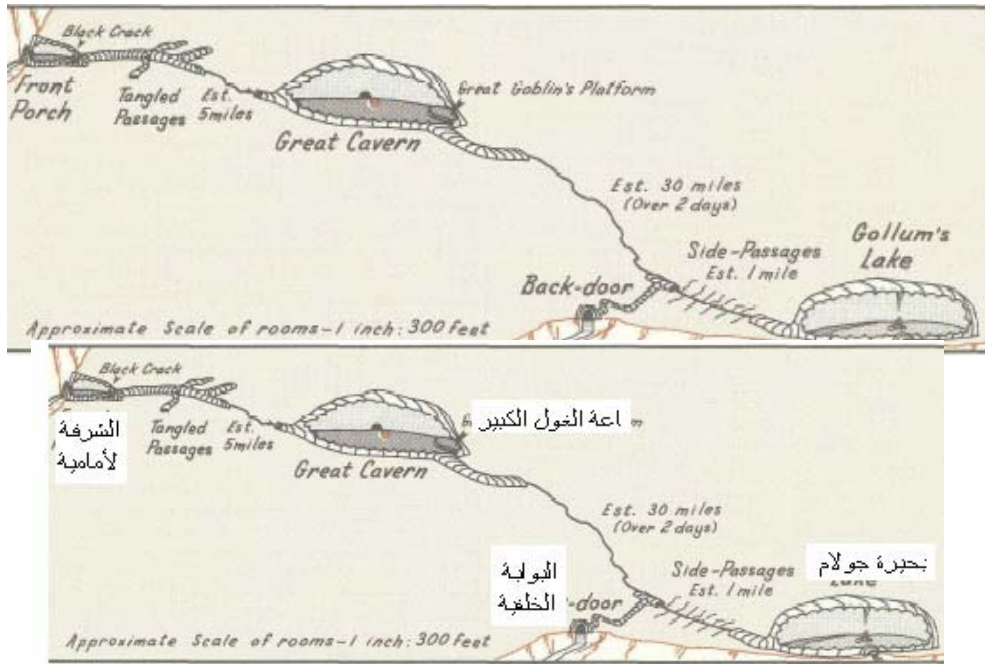 Black Crack
Front
Porch
Tangled
Passages
Est.
5miles
Great Cavern
Great Goblin's Platform
Est. 30 miles
(Over 2 days)
Side-Passages
Est. 1 mile
Gollum's
Lake
Back-door
Approximate Scale of rooms-1 inch: 300 feet
Black Crack
الشرفة
لأمامية
Tangled
Passages
Est.
5miles
Great Cavern
اعة الغول الكبير
Est. 30 miles
(Over 2 days)
Side-Passages
Est. 1 mile
بحيرة جولام
Lake
البوابة
الخلفية
-door
Approximate Scale of rooms-1 inch: 300 feet